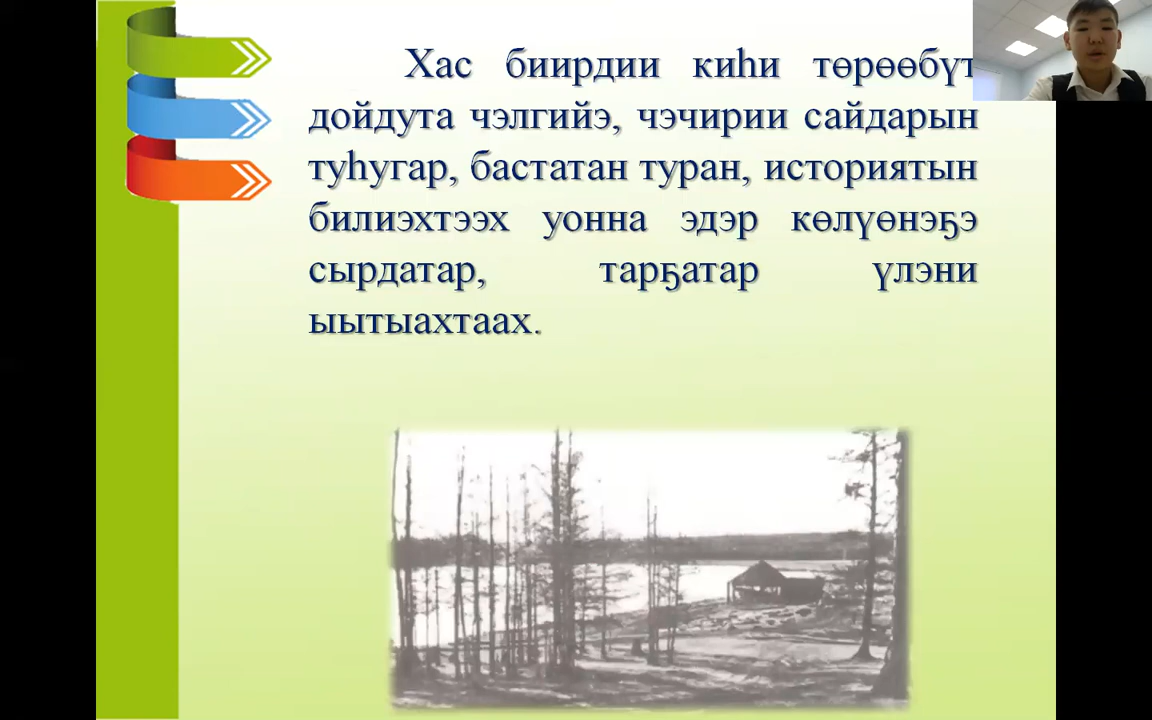 Хас биирдии киһи төрөөбүт
дойдута чэлгийэ, чэчирии сайдарын
туһугар, бастатан туран, историятын
билиэхтээх уонна эдэр көлүөнэҕэ
сырдатар, тарҕатар үлэни
ыытыахтаах.